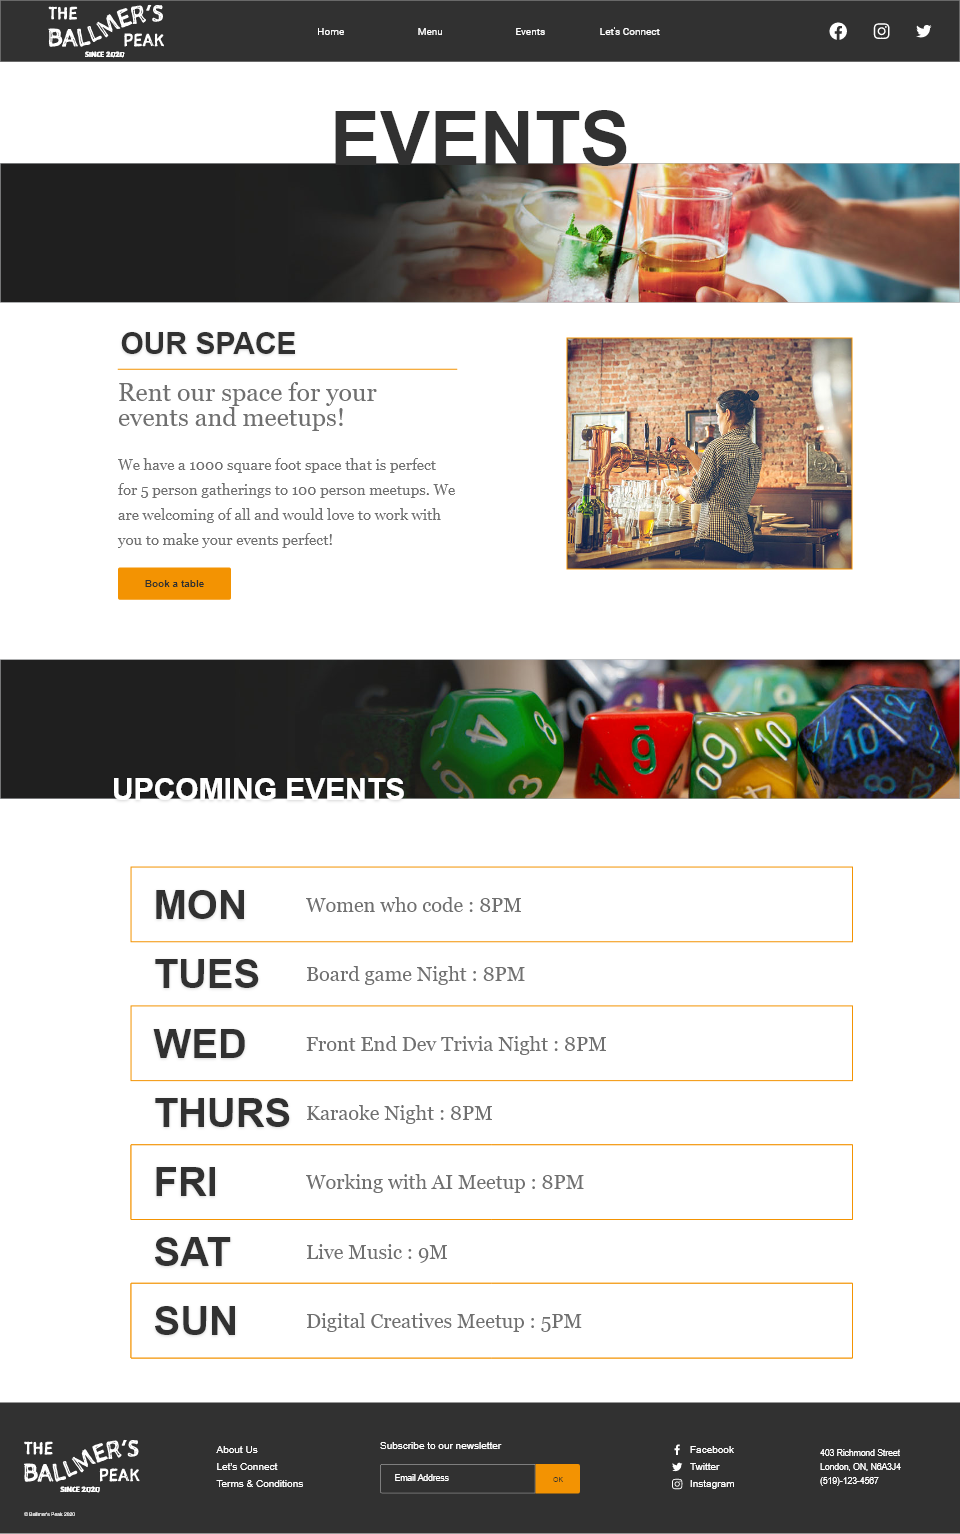 THE
BALLMER'S
PEAK
SINCE 2020
Home
Menu
Events
Let's Connect
EVENTS
OUR SPACE
Rent our space for your
events and meetups!
We have a 1000 square foot space that is perfect
for 5 person gatherings to 100 person meetups. We
are welcoming of all and would love to work with
you to make your events perfect!
Book a table
4
8
9
09
10
12
UPCOMING EVENTS
MON
Women who code : 8PM
TUES
Board game Night : 8PM
WED
Front End Dev Trivia Night : 8PM
THURS
Karaoke Night : 8PM
FRI
Working with AI Meetup : 8PM
SAT
Live Music : 9M
SUN
Digital Creatives Meetup : 5PM
THE
BALLMER'S
PEAK
SINCE 2020
© Ballmer's Peak 2020
About Us
Let's Connect
Terms & Conditions
Subscribe to our newsletter
Email Address
OK
Facebook
Twitter
Instagram
403 Richmond Street
London, ON, N6A3J4
(519)-123-4567